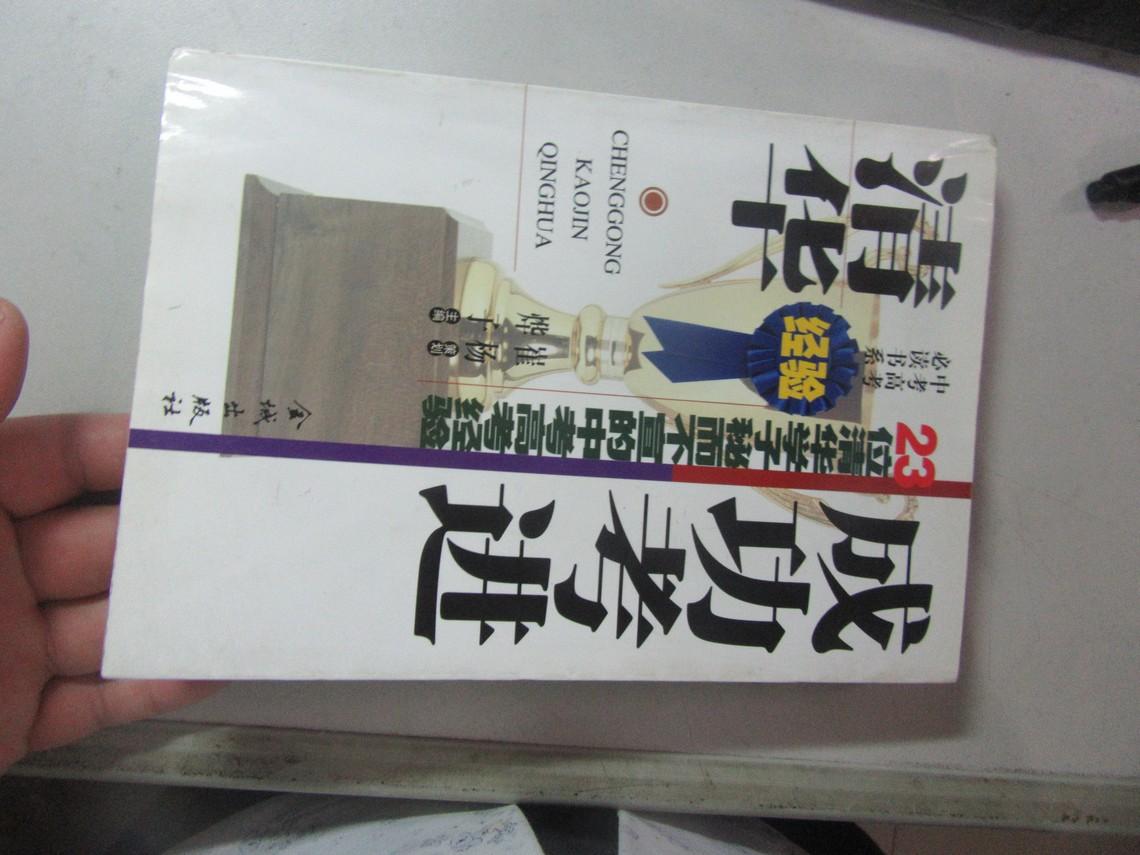 成功考进
清华
中考高考
必读书系
经验
23位清华学子秘而不宣的中考高考经验
CHENGGONG
KAOJIN
QINGHUA
崔杨 策划
烨子 主编
金城出版社